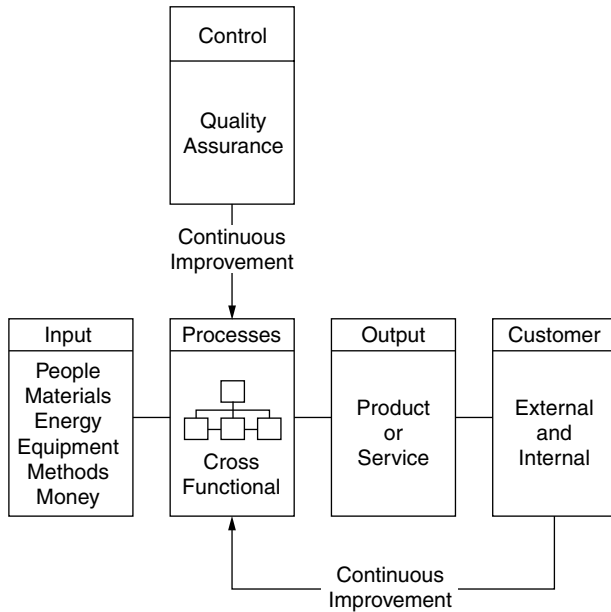 Control
Quality
Assurance
Continuous
Improvement
Input
People
Materials
Energy
Equipment
Methods
Money
Processes
Cross
Functional
Output
Product
or
Service
Customer
External
and
Internal
Continuous
Improvement